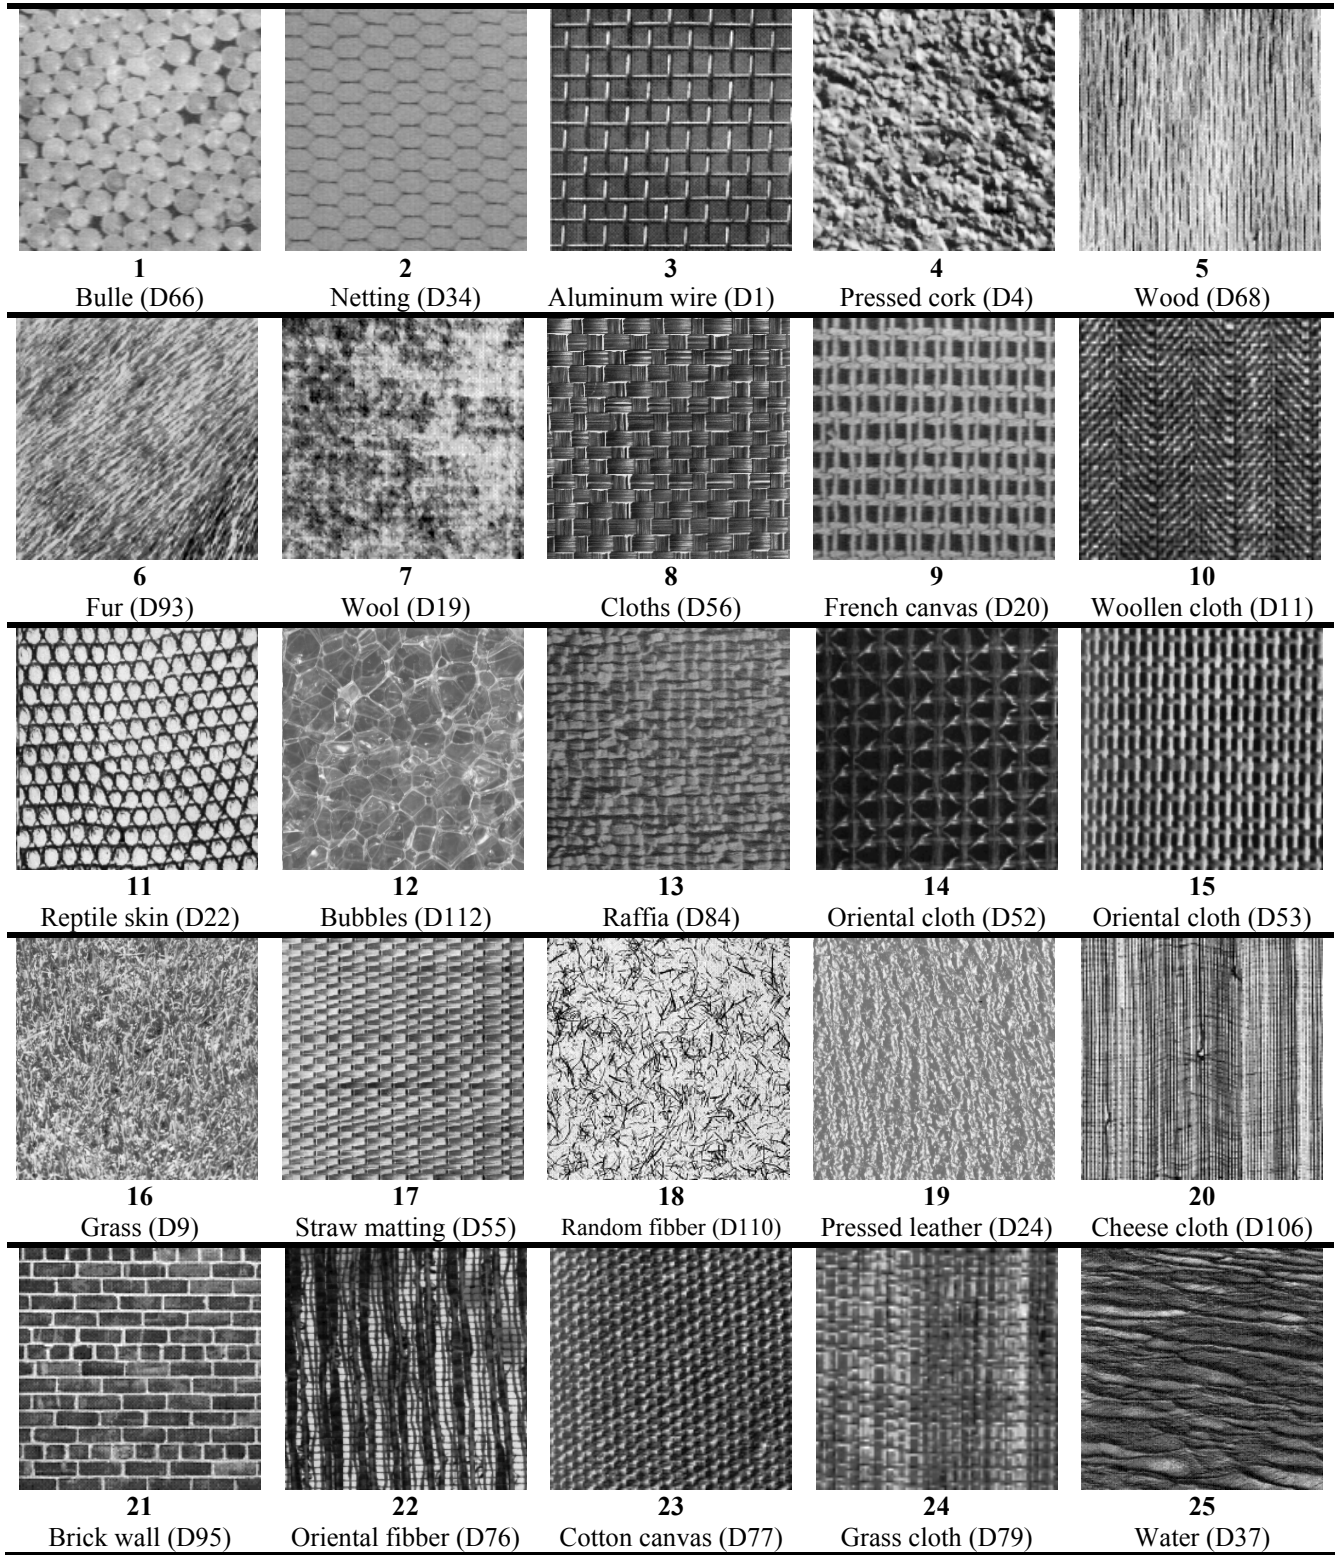 1 2 3 4 5
Bulle (D66) Netting (D34) Aluminum wire (D1) Pressed cork (D4) Wood (D68)
6 7 8 9 10
Fur (D93) Wool (D19) Cloths (D56) French canvas (D20) Woollen cloth (D11)
11 12 13 14 15
Reptile skin (D22) Bubbles (D112) Raffia (D84) Oriental cloth (D52) Oriental cloth (D53)
16 17 18 19 20
Grass (D9) Straw matting (D55) Random fibber (D110) Pressed leather (D24) Cheese cloth (D106)
21 22 23 24 25
Brick wall (D95) Oriental fibber (D76) Cotton canvas (D77) Grass cloth (D79) Water (D37)